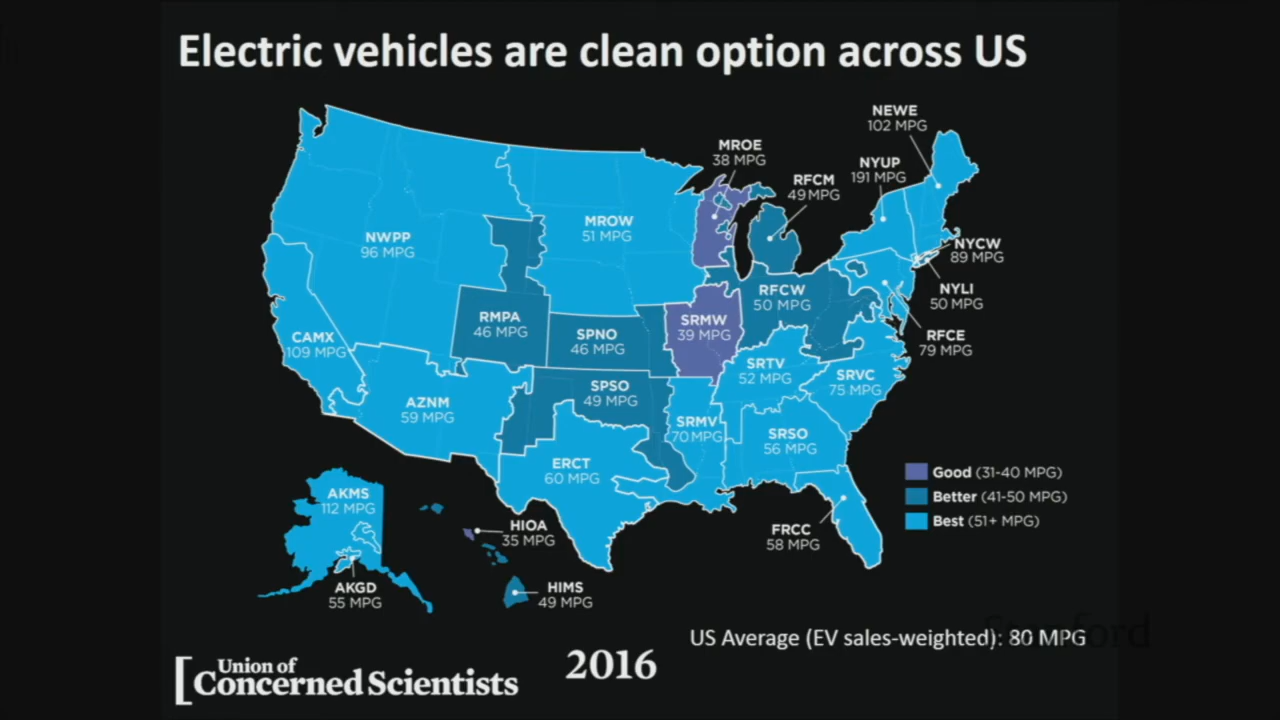 Electric vehicles are clean option across US
NEWE
102 MPG
MROE
38 MPG
NYUP
191 MPG
RFCM
49 MPG
MROW
51 MPG
NWPP
96 MPG
NYCW
89 MPG
RFCW
50 MPG
NYLI
50 MPG
RMPA
46 MPG
SRMW
39 MPG
SPNO
46 MPG
CAMX
109 MPG
RFCE
79 MPG
SRTV
52 MPG
SRVC
75 MPG
SPSO
49 MPG
AZNM
59 MPG
SRMV
70 MPG
SRSO
56 MPG
ERCT
60 MPG
Good (31-40 MPG)
Better (41-50 MPG)
Best (51+ MPG)
AKMS
112 MPG
HIOA
35 MPG
FRCC
58 MPG
AKGD
55 MPG
HIMS
49 MPG
US Average (EV sales-weighted): 80 MPG
Union of
Concerned Scientists
2016